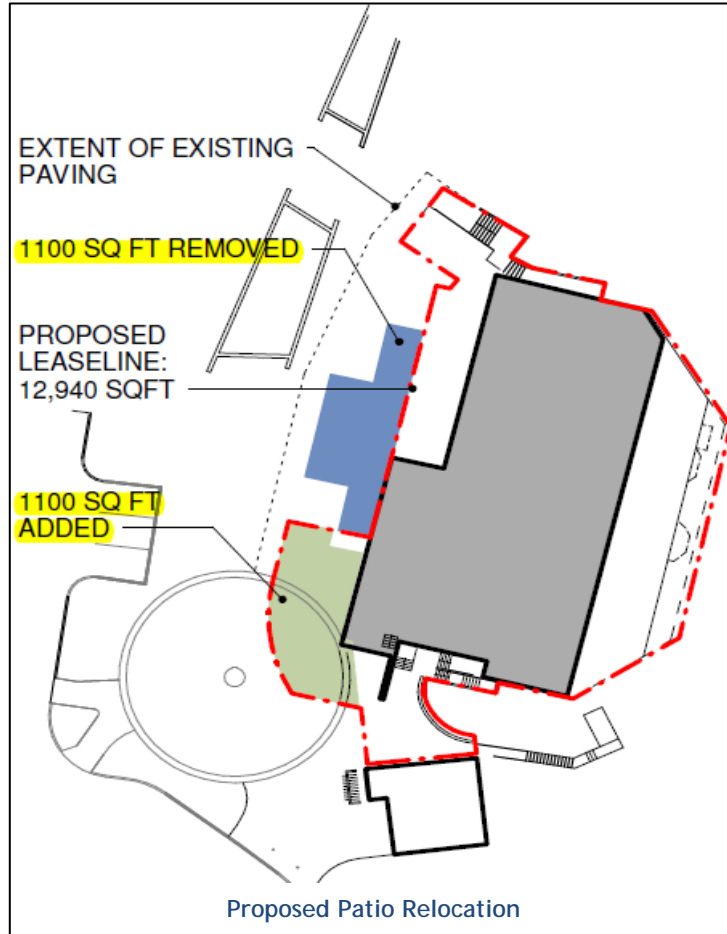 EXTENT OF EXISTING
PAVING
1100 SQ FT REMOVED
PROPOSED
LEASELINE:
12,940 SQFT
1100 SQ FT
ADDED
Proposed Patio Relocation